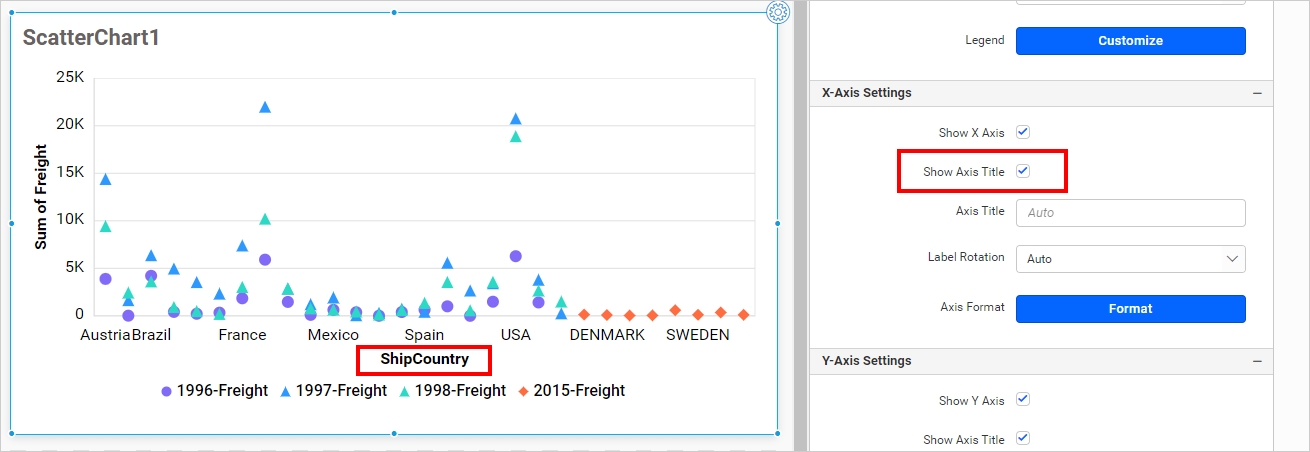 ScatterChart1
25K
20K
15K
10K
5K
0
Sum of Freight
Austria Brazil France Mexico Spain USA DENMARK SWEDEN
ShipCountry
1996-Freight 1997-Freight 1998-Freight 2015-Freight
Legend Customize
X-Axis Settings
Show X Axis
Show Axis Title
Axis Title Auto
Label Rotation Auto
Axis Format Format
Y-Axis Settings
Show Y Axis
Show Axis Title